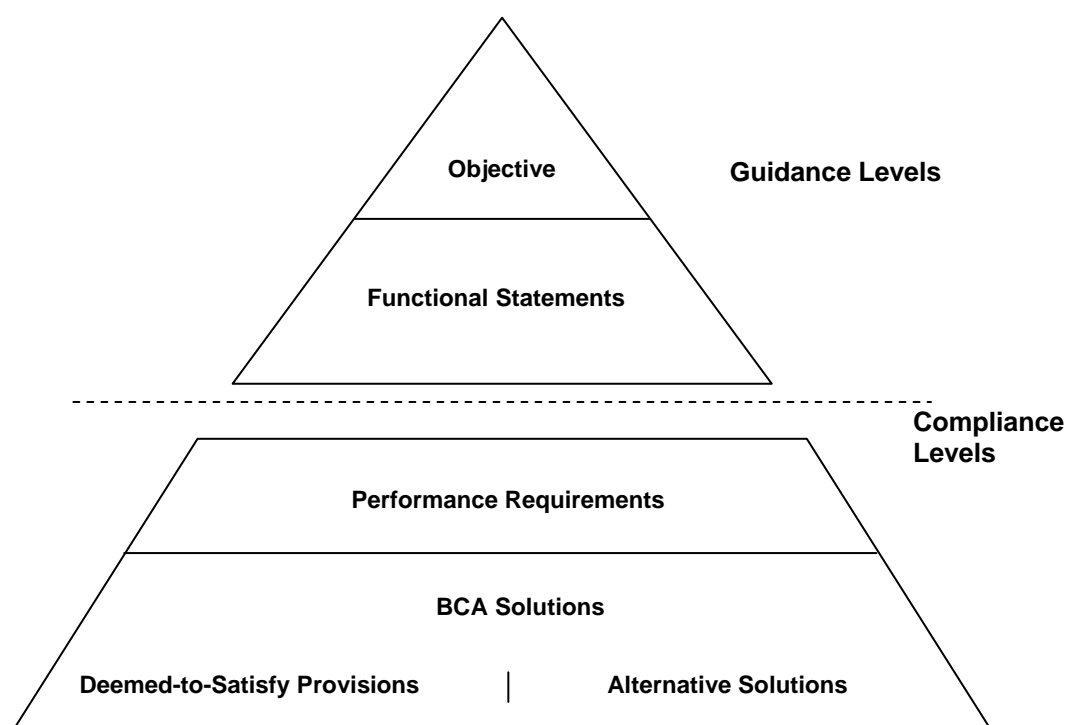 Objective
Guidance Levels
Functional Statements
Compliance
Levels
Performance Requirements
BCA Solutions
Deemed-to-Satisfy Provisions | Alternative Solutions